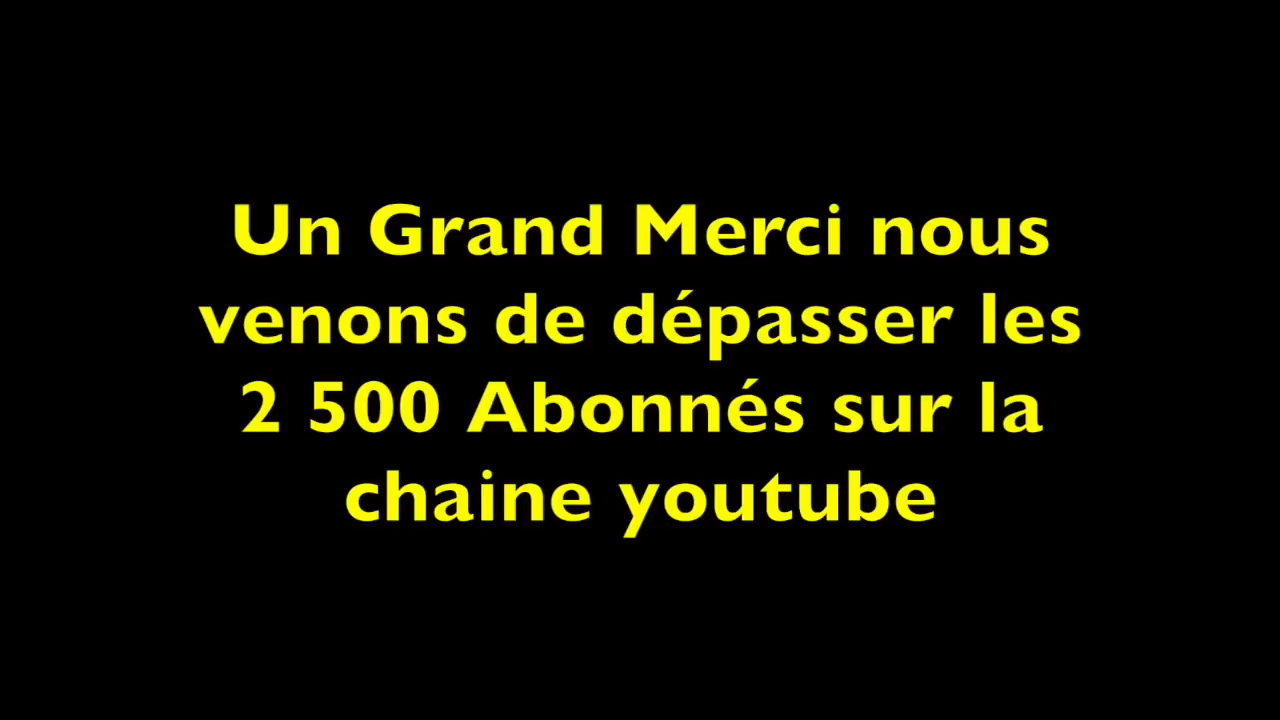 Un Grand Merci nous
venons de dépasser les
2 500 Abonnés sur la
chaine youtube